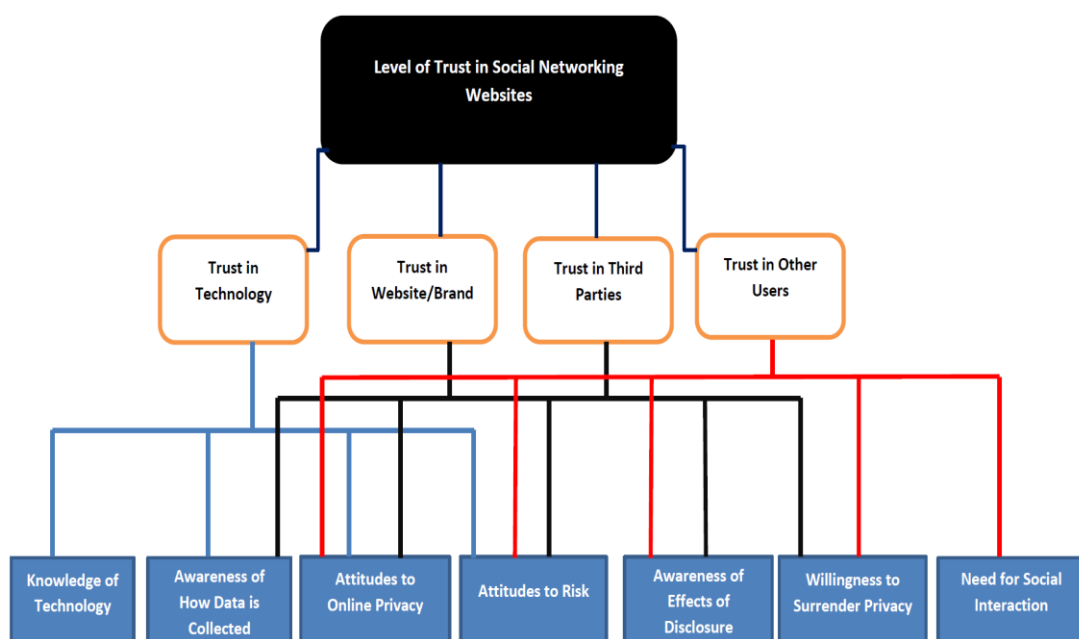 Level of Trust in Social Networking
Websites
Trust in
Technology
Trust in
Website/Brand
Trust in Third
Parties
Trust in Other
Users
Knowledge of
Technology
Awareness of
How Data is
Collected
Attitudes to
Online Privacy
Attitudes to Risk
Awareness of
Effects of
Disclosure
Willingness to
Surrender Privacy
Need for Social
Interaction